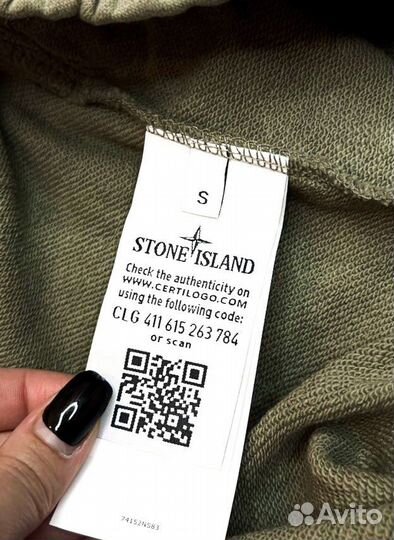 S
STONE ISLAND
Check the authenticity on
WWW.CERTILOGO.COM
using the following code:
CLG 411 615 263 784
or scan
74152NS83
Avito